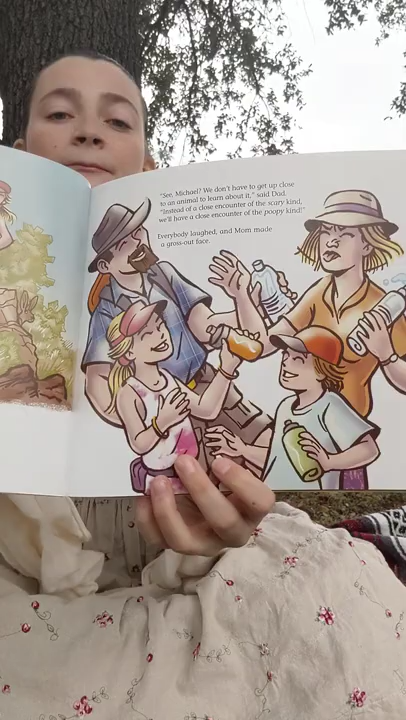 "See, Michael? We don't have to get up close
to an animal to learn about it," said Dad.
"Instead of a close encounter of the scary kind,
we'll have a close encounter of the poopy kind!"
Everybody laughed, and Mom made
a gross-out face.